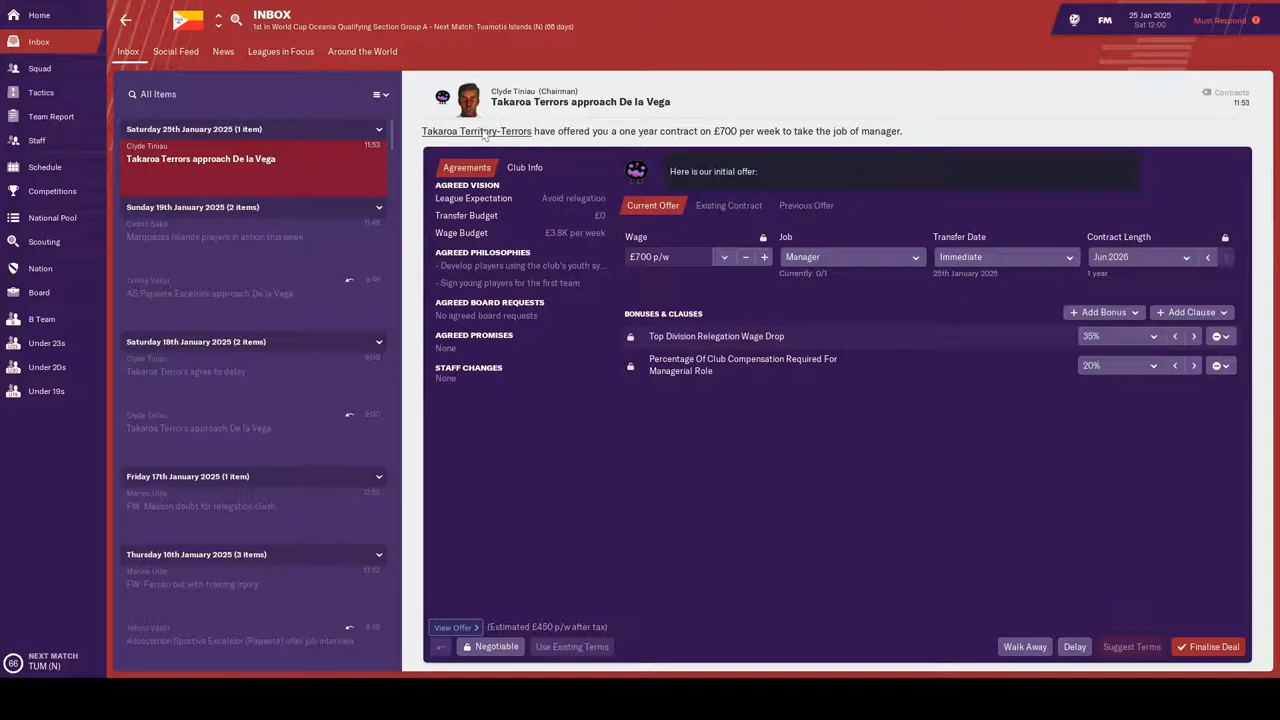 INBOX
1st in World Cup Oceania Qualifying Section Group A - Next Match: Tuamotis Islands (N) (66 days)
FM
25 Jan 2025
Sat 12:00
Must Respond
Home
Inbox
Squad
Tactics
Team Report
Staff
Schedule
Competitions
National Pool
Scouting
Nation
Board
B Team
Under 23s
Under 20s
Under 19s
66
NEXT MATCH
TUM (N)
Inbox Social Feed News Leagues in Focus Around the World
All Items
Saturday 25th January 2025 (1 item)
Clyde Tiniau 11:53
Takaroa Terrors approach De la Vega
Sunday 19th January 2025 (2 items)
Marquesas Islands players in action this week
AS Papeete Excelsior approach De la Vega
Saturday 18th January 2025 (2 items)
Clyde Tiniau 9:00
Takaroa Terrors agree to delay
Clyde Tiniau 9:00
Takaroa Terrors approach De la Vega
Friday 17th January 2025 (1 item)
FW: Masson doubt for relegation clash
Thursday 16th January 2025 (3 items)
FW: Ferrari out with training injury
Association Sportive Excelsior (Papeete) offer job interview
Clyde Tiniau (Chairman)
Takaroa Terrors approach De la Vega
Contracts
11:53
Takaroa Territory-Terrors have offered you a one year contract on £700 per week to take the job of manager.
Agreements Club Info
AGREED VISION
League Expectation Avoid relegation
Transfer Budget £0
Wage Budget £3.8K per week
AGREED PHILOSOPHIES
- Develop players using the club's youth sy...
- Sign young players for the first team
AGREED BOARD REQUESTS
No agreed board requests
AGREED PROMISES
None
STAFF CHANGES
None
Here is our initial offer:
Current Offer Existing Contract Previous Offer
Wage Job Transfer Date Contract Length
£700 p/w Manager Immediate Jun 2026
Currently: 0/1 25th January 2025 1 year
BONUSES & CLAUSES
Add Bonus Add Clause
Top Division Relegation Wage Drop 35%
Percentage Of Club Compensation Required For
Managerial Role
20%
View Offer > (Estimated £450 p/w after tax)
Negotiable Use Existing Terms Walk Away Delay Suggest Terms Finalise Deal